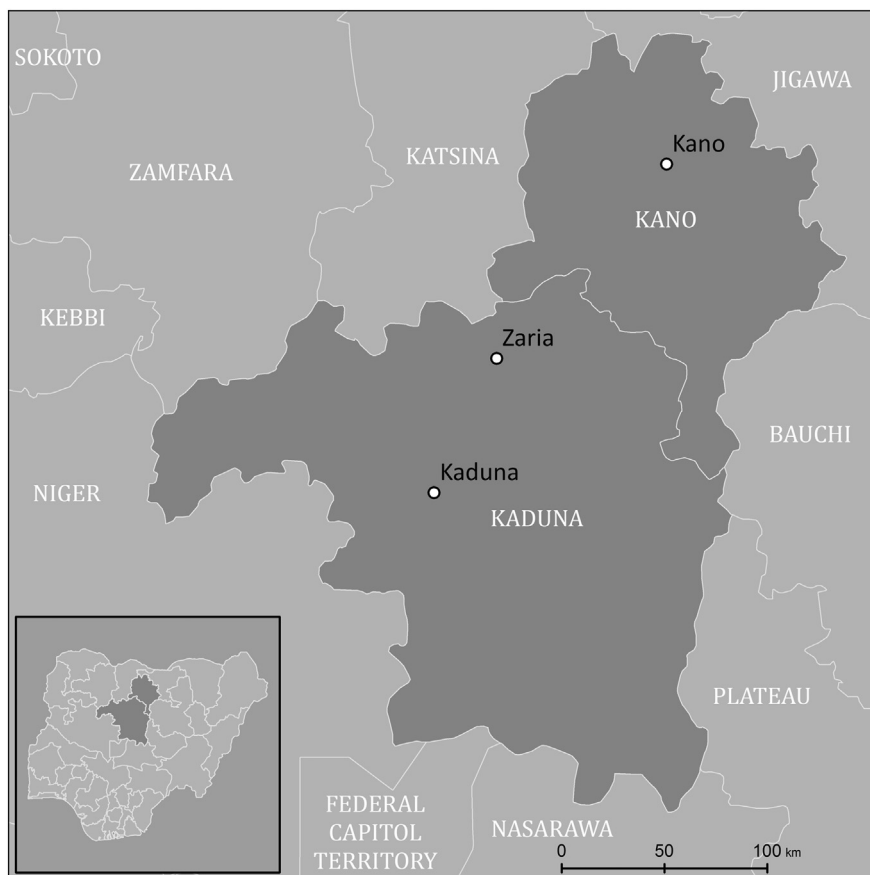 SOKOTO
JIGAWA
Kano
KATSINA
ZAMFARA
KANO
KEBBI
Zaria
BAUCHI
Kaduna
NIGER
KADUNA
PLATEAU
FEDERAL
CAPITOL
TERRITORY
NASARAWA
0 50 100 km